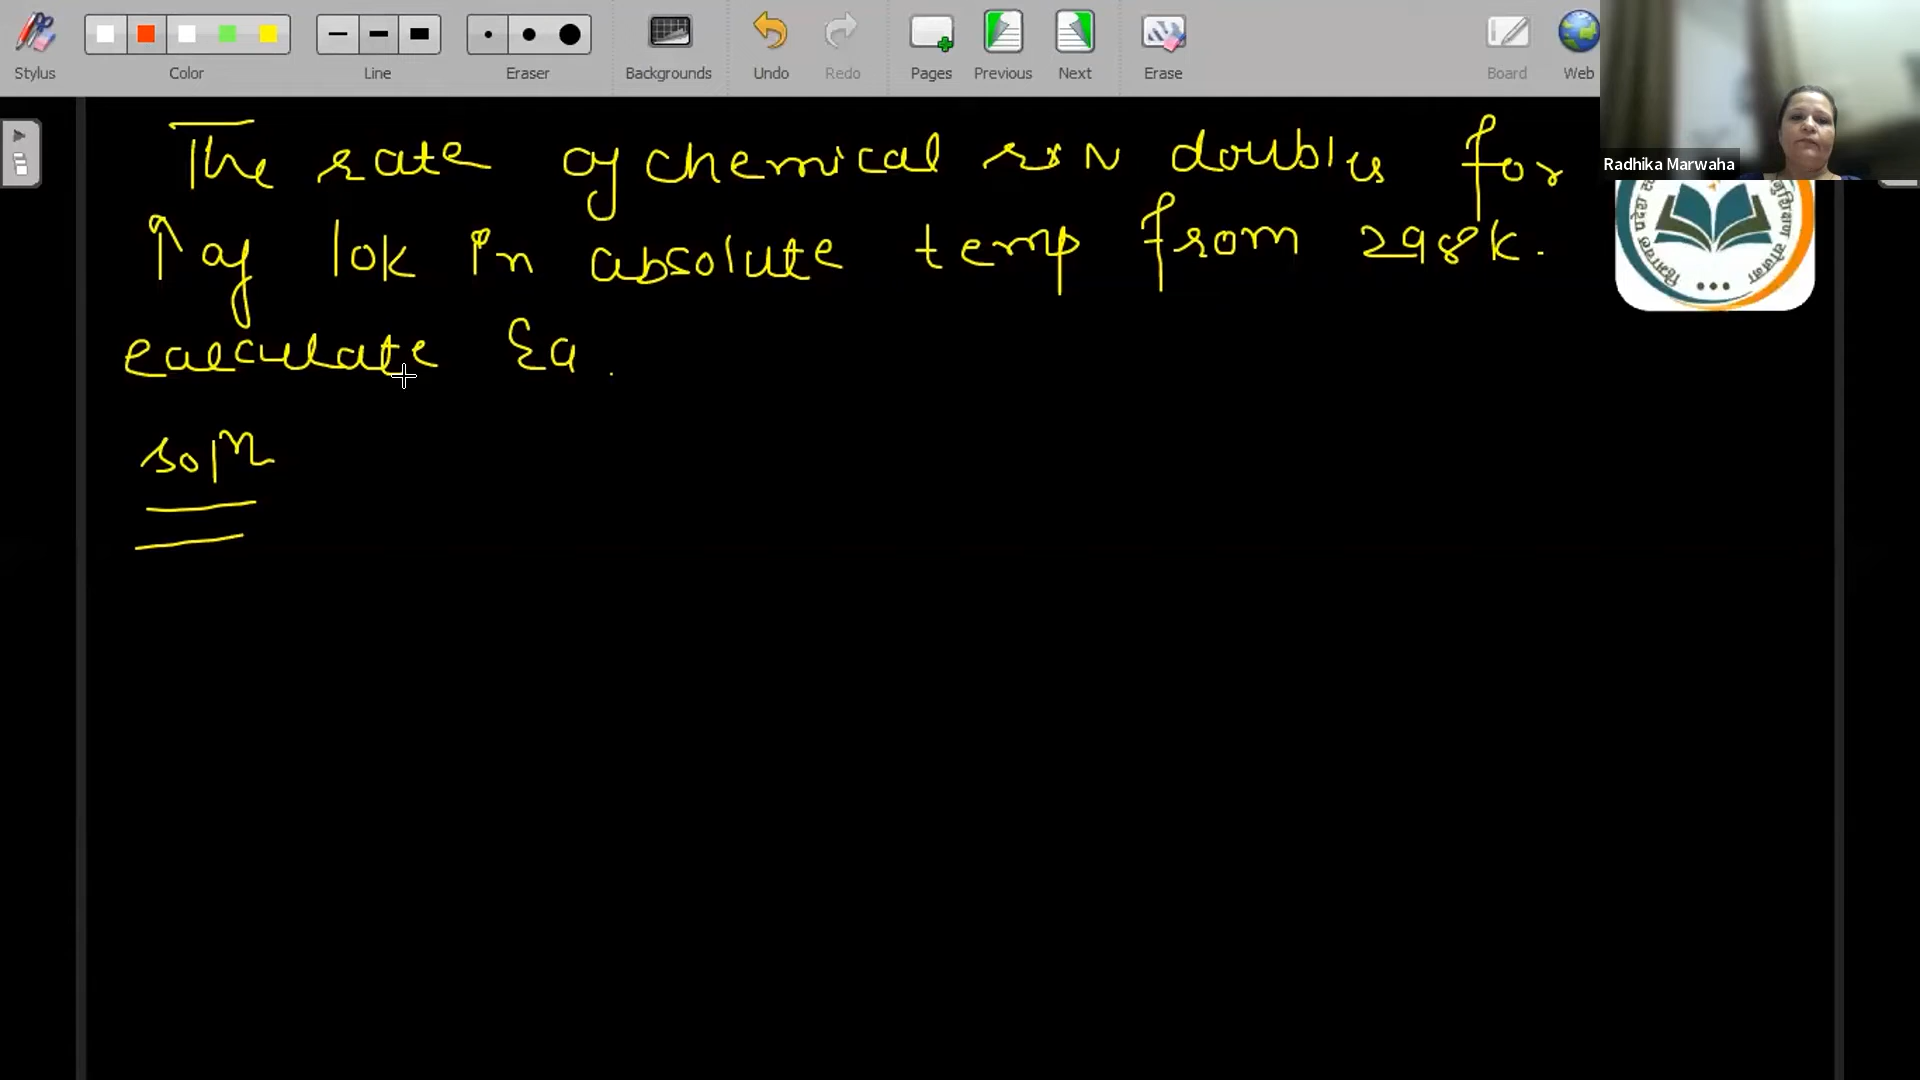 Stylus Color Line Eraser Backgrounds Undo Redo Pages Previous Next Erase Board Web
Radhika Marwaha
The rate of chemical rxN doubles for
↑ of 10K in absolute temp from 298K.
calculate Ea.
solⁿ